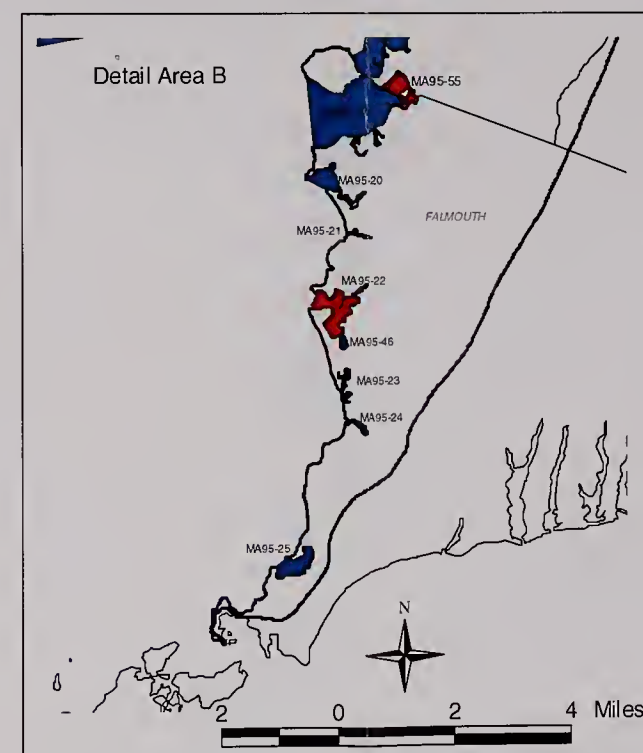 Detail Area B
MA95-55
MA95-20
FALMOUTH
MA95-21
MA95-22
MA95-46
MA95-23
MA95-24
MA95-25
N
2 0 2 4 Miles